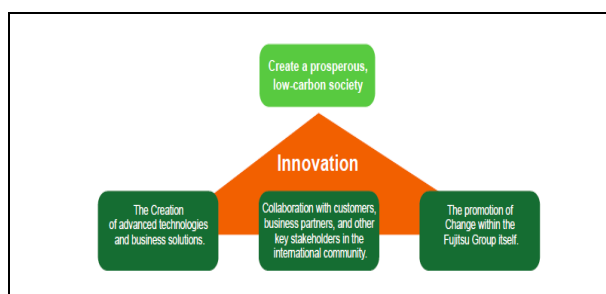 Create a prosperous,
low-carbon society
Innovation
The Creation
of advanced technologies
and business solutions.
Collaboration with customers,
business partners, and other
key stakeholders in the
international community.
The promotion of
Change within the
Fujitsu Group itself.